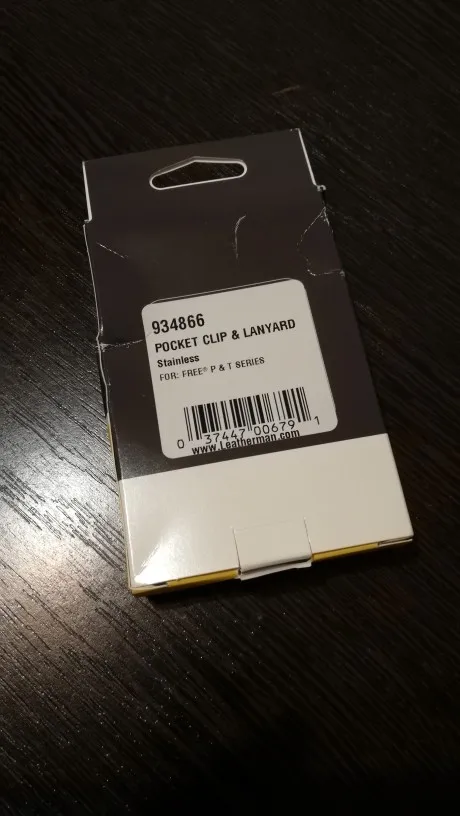 934866
POCKET CLIP & LANYARD
Stainless
FOR: FREE® P & T SERIES
0 37447 00679 1
www.Leatherman.com